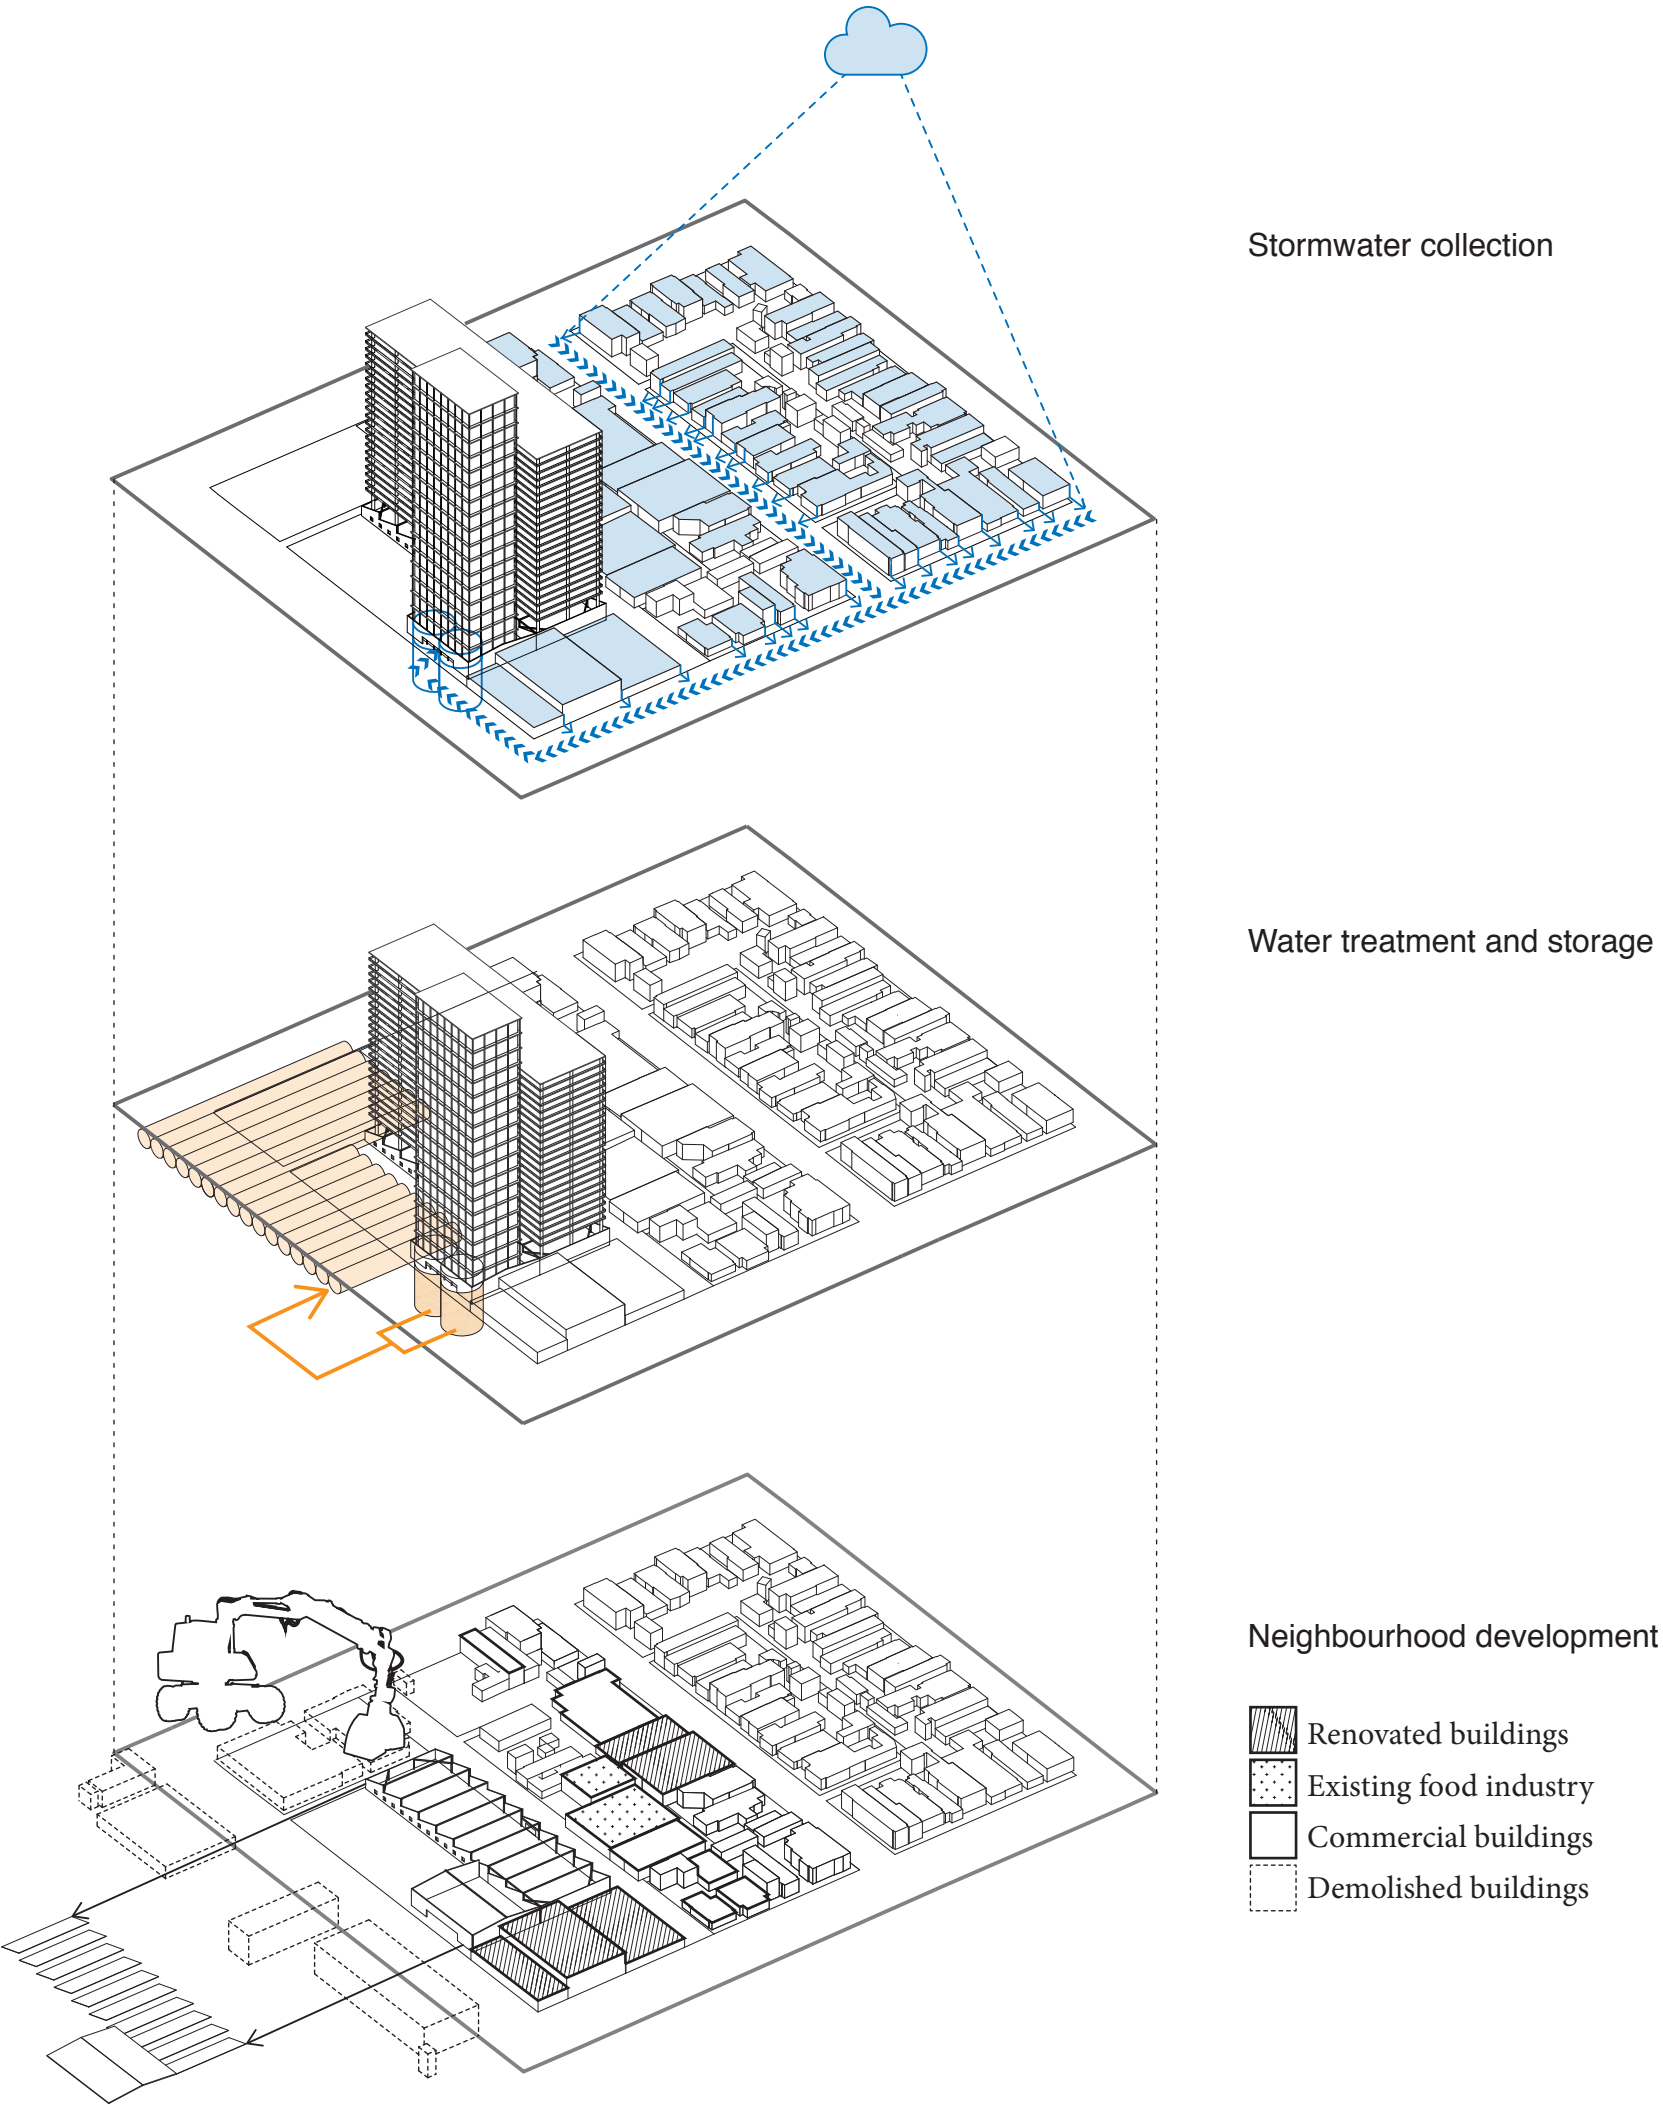 Stormwater collection
Water treatment and storage
Neighbourhood development
Renovated buildings
Existing food industry
Commercial buildings
Demolished buildings